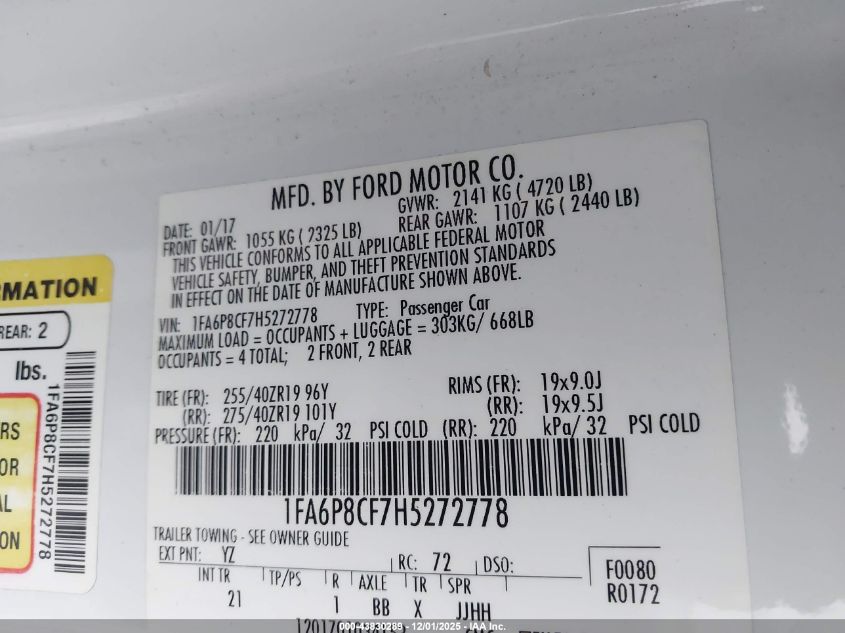 MFD. BY FORD MOTOR CO.
DATE: 01/17 GVWR: 2141 KG ( 4720 LB)
FRONT GAWR: 1055 KG ( 2325 LB) REAR GAWR: 1107 KG ( 2440 LB)
THIS VEHICLE CONFORMS TO ALL APPLICABLE FEDERAL MOTOR
VEHICLE SAFETY, BUMPER, AND THEFT PREVENTION STANDARDS
IN EFFECT ON THE DATE OF MANUFACTURE SHOWN ABOVE.
VIN: 1FA6P8CF7H5272778 TYPE: Passenger Car
MAXIMUM LOAD = OCCUPANTS + LUGGAGE = 303KG/ 668LB
OCCUPANTS = 4 TOTAL; 2 FRONT, 2 REAR
TIRE (FR): 255/40ZR19 96Y RIMS (FR): 19x9.0J
(RR): 275/40ZR19 101Y (RR): 19x9.5J
PRESSURE (FR): 220 kPa/ 32 PSI COLD (RR): 220 kPa/ 32 PSI COLD
1FA6P8CF7H5272778
TRAILER TOWING - SEE OWNER GUIDE
EXT PNT: YZ RC: 72 DSO:
INT TR TP/PS R AXLE TR SPR
21 1 BB X JJHH
F0080
R0172
RMATION
REAR: 2
lbs.
1FA6P8CF7H5272778
RS
OR
AL
ON
000-43830289 - 12/01/2025 - IAA Inc.